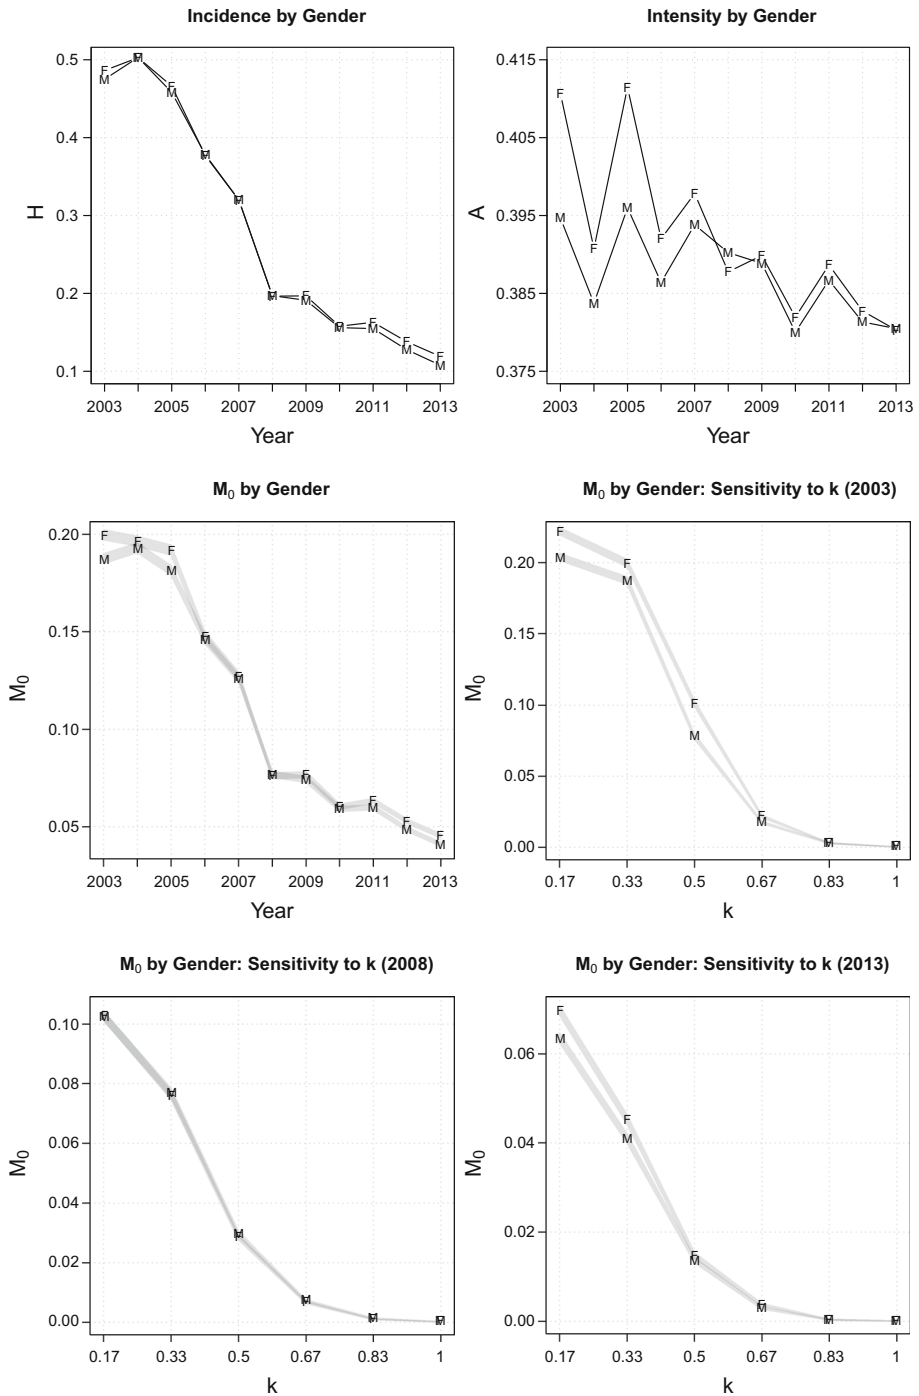 Incidence by Gender
H
0.5
0.4
0.3
0.2
0.1
F
M
F
M
F
M
F
M
F
M
F
M
F
M
F
M
F
M
F
M
F
M
2003 2005 2007 2009 2011 2013
Year
Intensity by Gender
A
0.415
0.405
0.395
0.385
0.375
F
M
F
M
F
M
F
M
F
M
M
F
F
M
F
M
F
M
F
M
F
M
2003 2005 2007 2009 2011 2013
Year
M0 by Gender
M0
0.20
0.15
0.10
0.05
F
M
F
M
F
M
F
M
F
M
F
M
F
M
F
M
F
M
F
M
F
M
2003 2005 2007 2009 2011 2013
Year
M0 by Gender: Sensitivity to k (2003)
M0
0.20
0.15
0.10
0.05
0.00
F
M
F
M
F
M
F
M
F
M
F
M
0.17 0.33 0.5 0.67 0.83 1
k
M0 by Gender: Sensitivity to k (2008)
M0
0.10
0.08
0.06
0.04
0.02
0.00
F
M
M
F
M
F
M
F
M
F
M
F
0.17 0.33 0.5 0.67 0.83 1
k
M0 by Gender: Sensitivity to k (2013)
M0
0.06
0.04
0.02
0.00
F
M
F
M
F
M
F
M
F
M
F
M
0.17 0.33 0.5 0.67 0.83 1
k